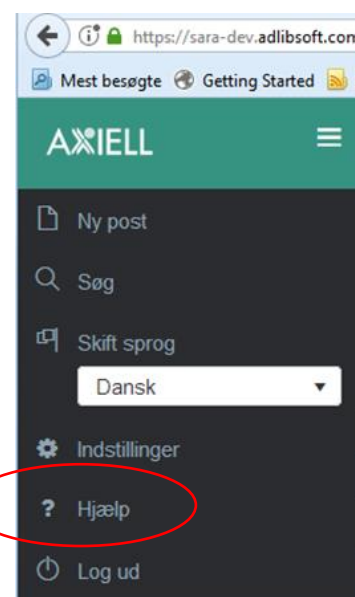 https://sara-dev.adlibsoft.com
Mest besøgte Getting Started
AXIELL
Ny post
Søg
Skift sprog
Dansk
Indstillinger
? Hjælp
Log ud